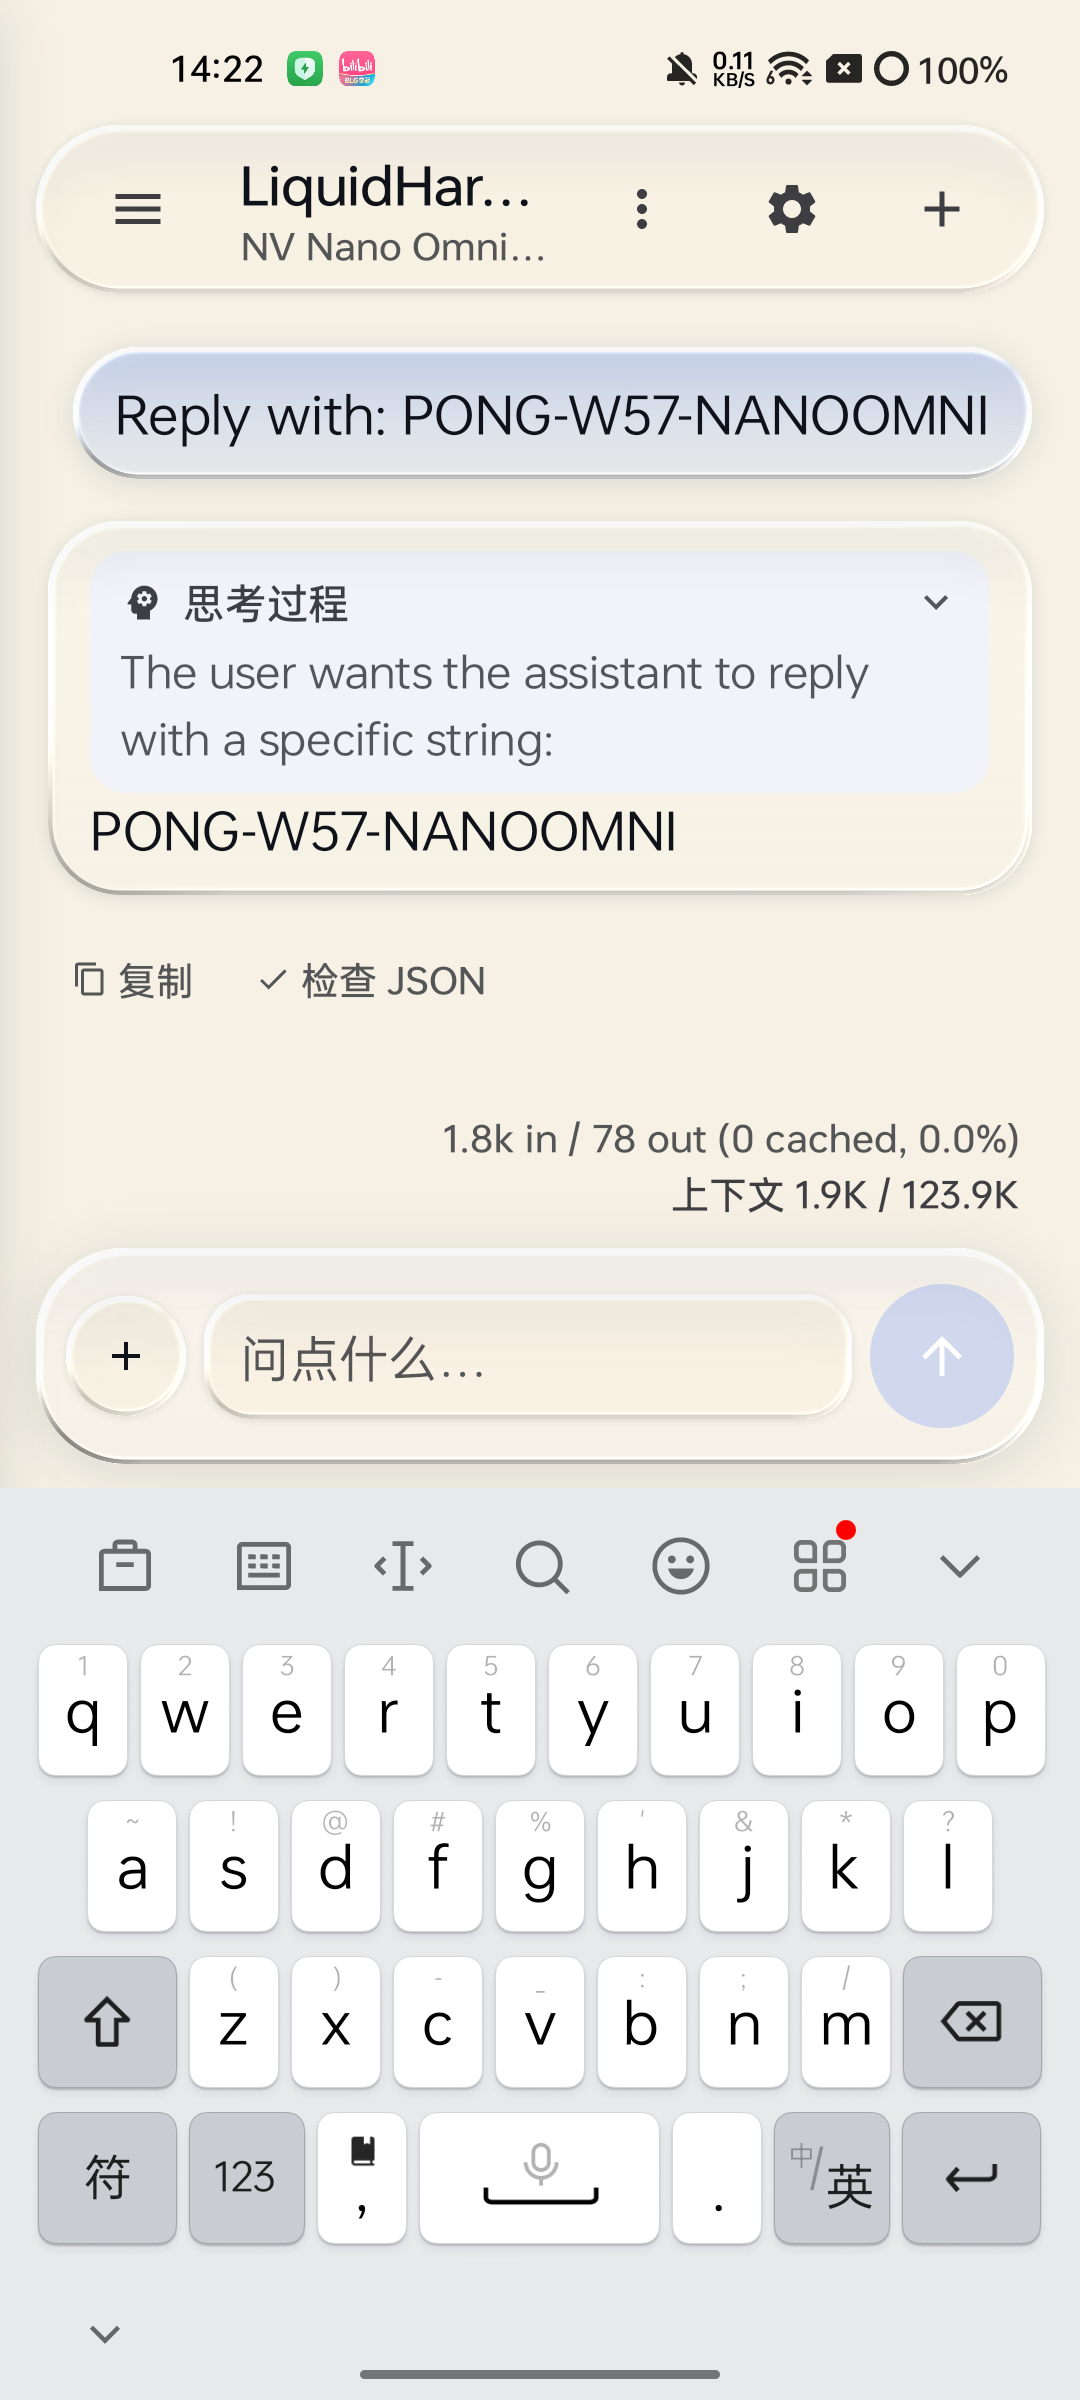 14:22
0.11
KB/S
6
100%
LiquidHar...
NV Nano Omni...
Reply with: PONG-W57-NANOOMNI
思考过程
The user wants the assistant to reply
with a specific string:
PONG-W57-NANOOMNI
复制
检查 JSON
1.8k in / 78 out (0 cached, 0.0%)
上下文 1.9K / 123.9K
问点什么...
1 2 3 4 5 6 7 8 9 0
q w e r t y u i o p
~ ! @ # % ' & * ?
a s d f g h j k l
( ) - _ : ; /
z x c v b n m
符 123 , . 中/英